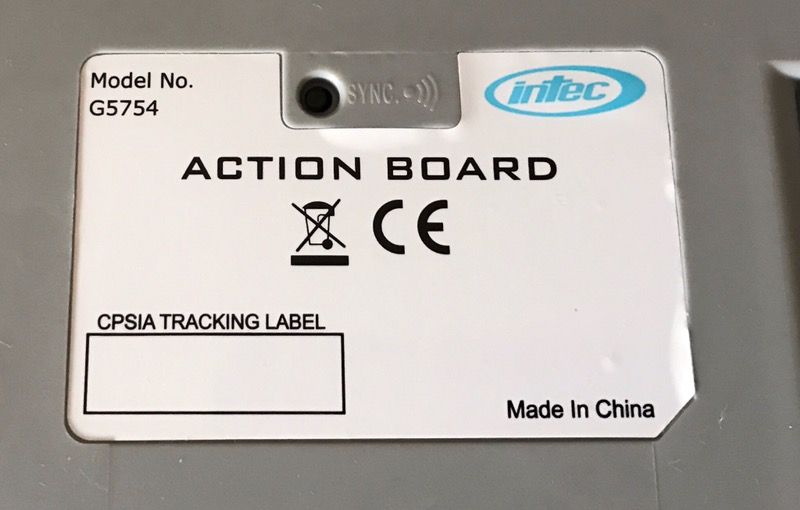 Model No.
G5754
SYNC.
intec
ACTION BOARD
CE
CPSIA TRACKING LABEL
Made In China